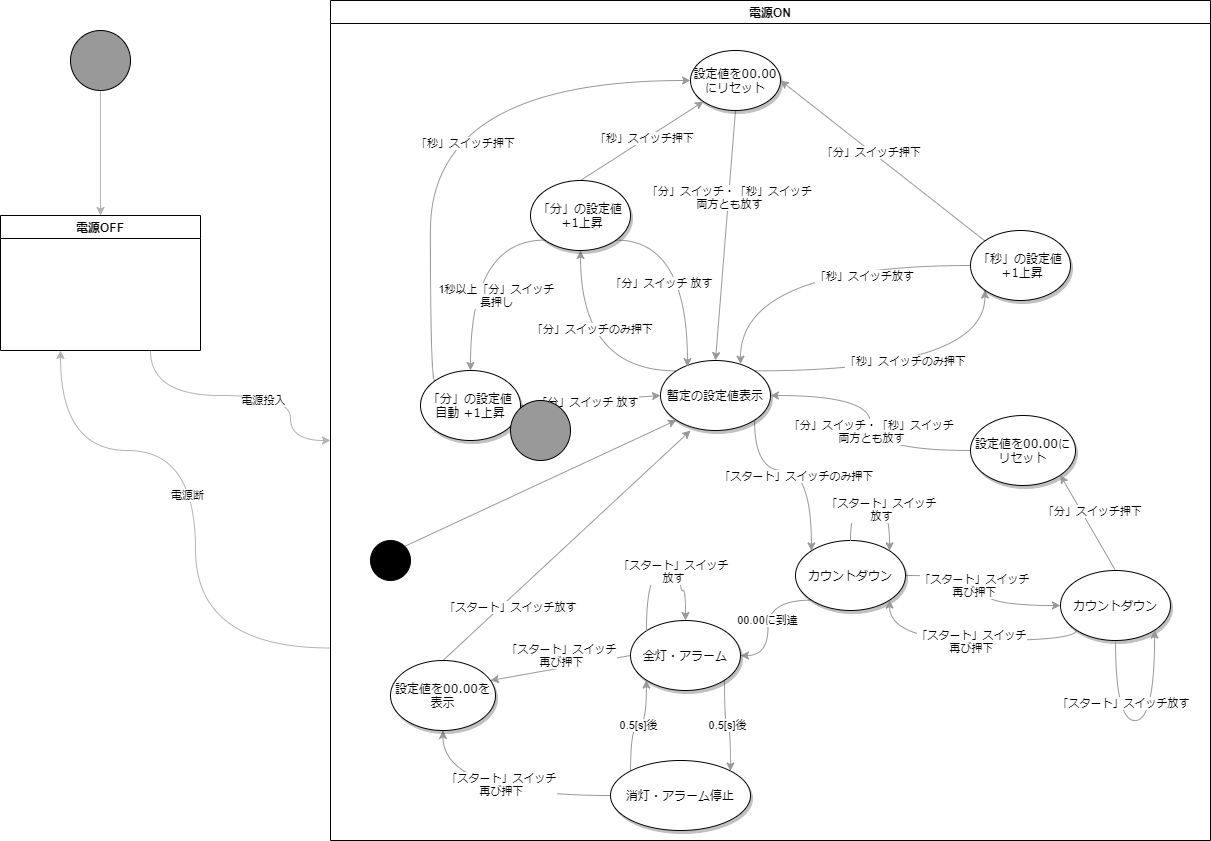 電源ON
設定値を00.00
にリセット
「秒」スイッチ押下
「秒」スイッチ押下
「分」スイッチ押下
「分」スイッチ・「秒」スイッチ
両方とも放す
「分」の設定値
+1上昇
電源OFF
「秒」の設定値
+1上昇
「秒」スイッチ放す
1秒以上「分」スイッチ
長押し
「分」スイッチ 放す
「分」スイッチのみ押下
「秒」スイッチのみ押下
「分」の設定値
自動 +1上昇
「分」スイッチ 放す
暫定の設定値表示
電源投入
「分」スイッチ・「秒」スイッチ
両方とも放す
設定値を00.00に
リセット
「スタート」スイッチのみ押下
電源断
「スタート」スイッチ
放す
「分」スイッチ押下
カウントダウン
「スタート」スイッチ
再び押下
カウントダウン
「スタート」スイッチ
放す
「スタート」スイッチ放す
00.00に到達
「スタート」スイッチ
再び押下
「スタート」スイッチ
再び押下
全灯・アラーム
設定値を00.00を
表示
「スタート」スイッチ放す
0.5[s]後
0.5[s]後
「スタート」スイッチ
再び押下
消灯・アラーム停止